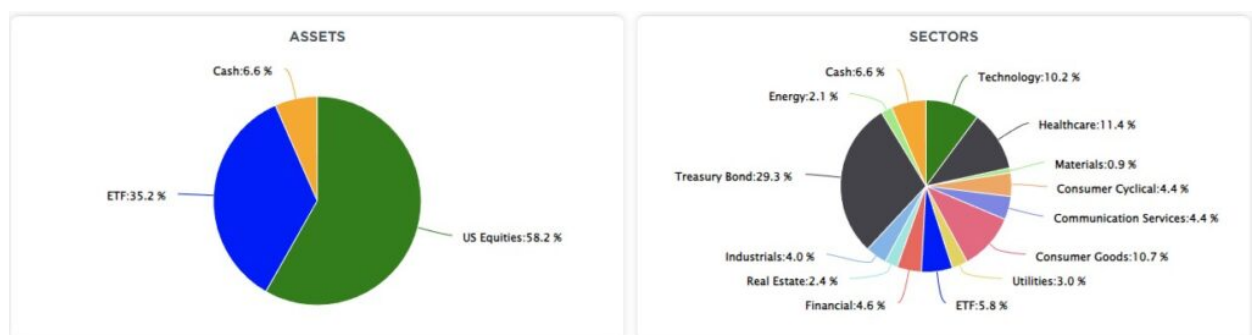 ASSETS
Cash:6.6 %
ETF:35.2 %
US Equities:58.2 %
SECTORS
Cash:6.6 %
Technology:10.2 %
Energy:2.1 %
Healthcare:11.4 %
Materials:0.9 %
Treasury Bond:29.3 %
Consumer Cyclical:4.4 %
Communication Services:4.4 %
Industrials:4.0 %
Consumer Goods:10.7 %
Real Estate:2.4 %
Utilities:3.0 %
Financial:4.6 %
ETF:5.8 %